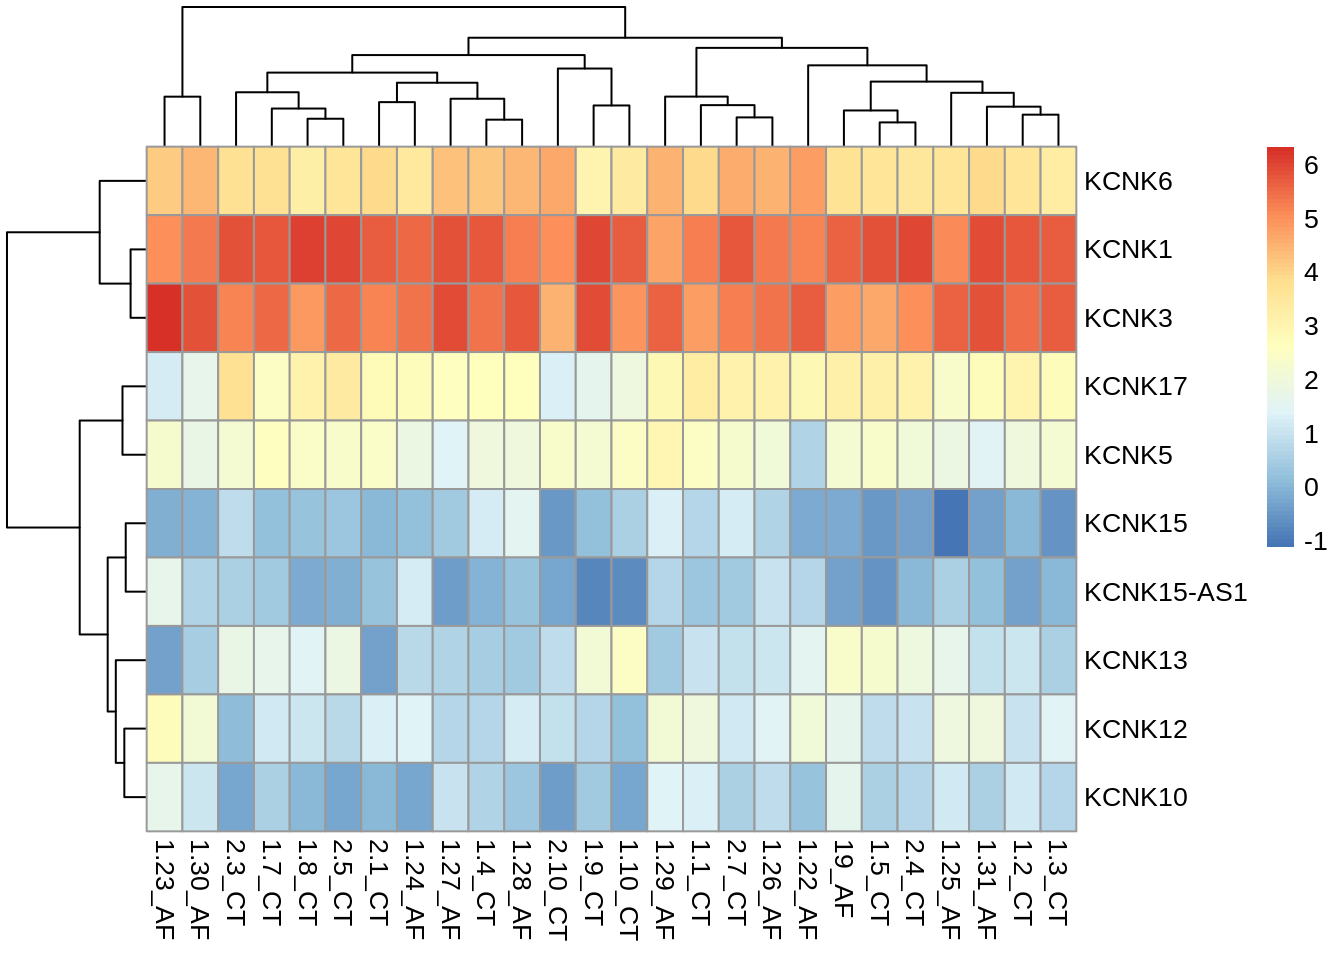 KCNK6
KCNK1
KCNK3
KCNK17
KCNK5
KCNK15
KCNK15-AS1
KCNK13
KCNK12
KCNK10
6
5
4
3
2
1
0
-1
1.23_AF
1.30_AF
2.3_CT
1.7_CT
1.8_CT
2.5_CT
2.1_CT
1.24_AF
1.27_AF
1.4_CT
1.28_AF
2.10_CT
1.9_CT
1.10_CT
1.29_AF
1.1_CT
2.7_CT
1.26_AF
1.22_AF
19_AF
1.5_CT
2.4_CT
1.25_AF
1.31_AF
1.2_CT
1.3_CT